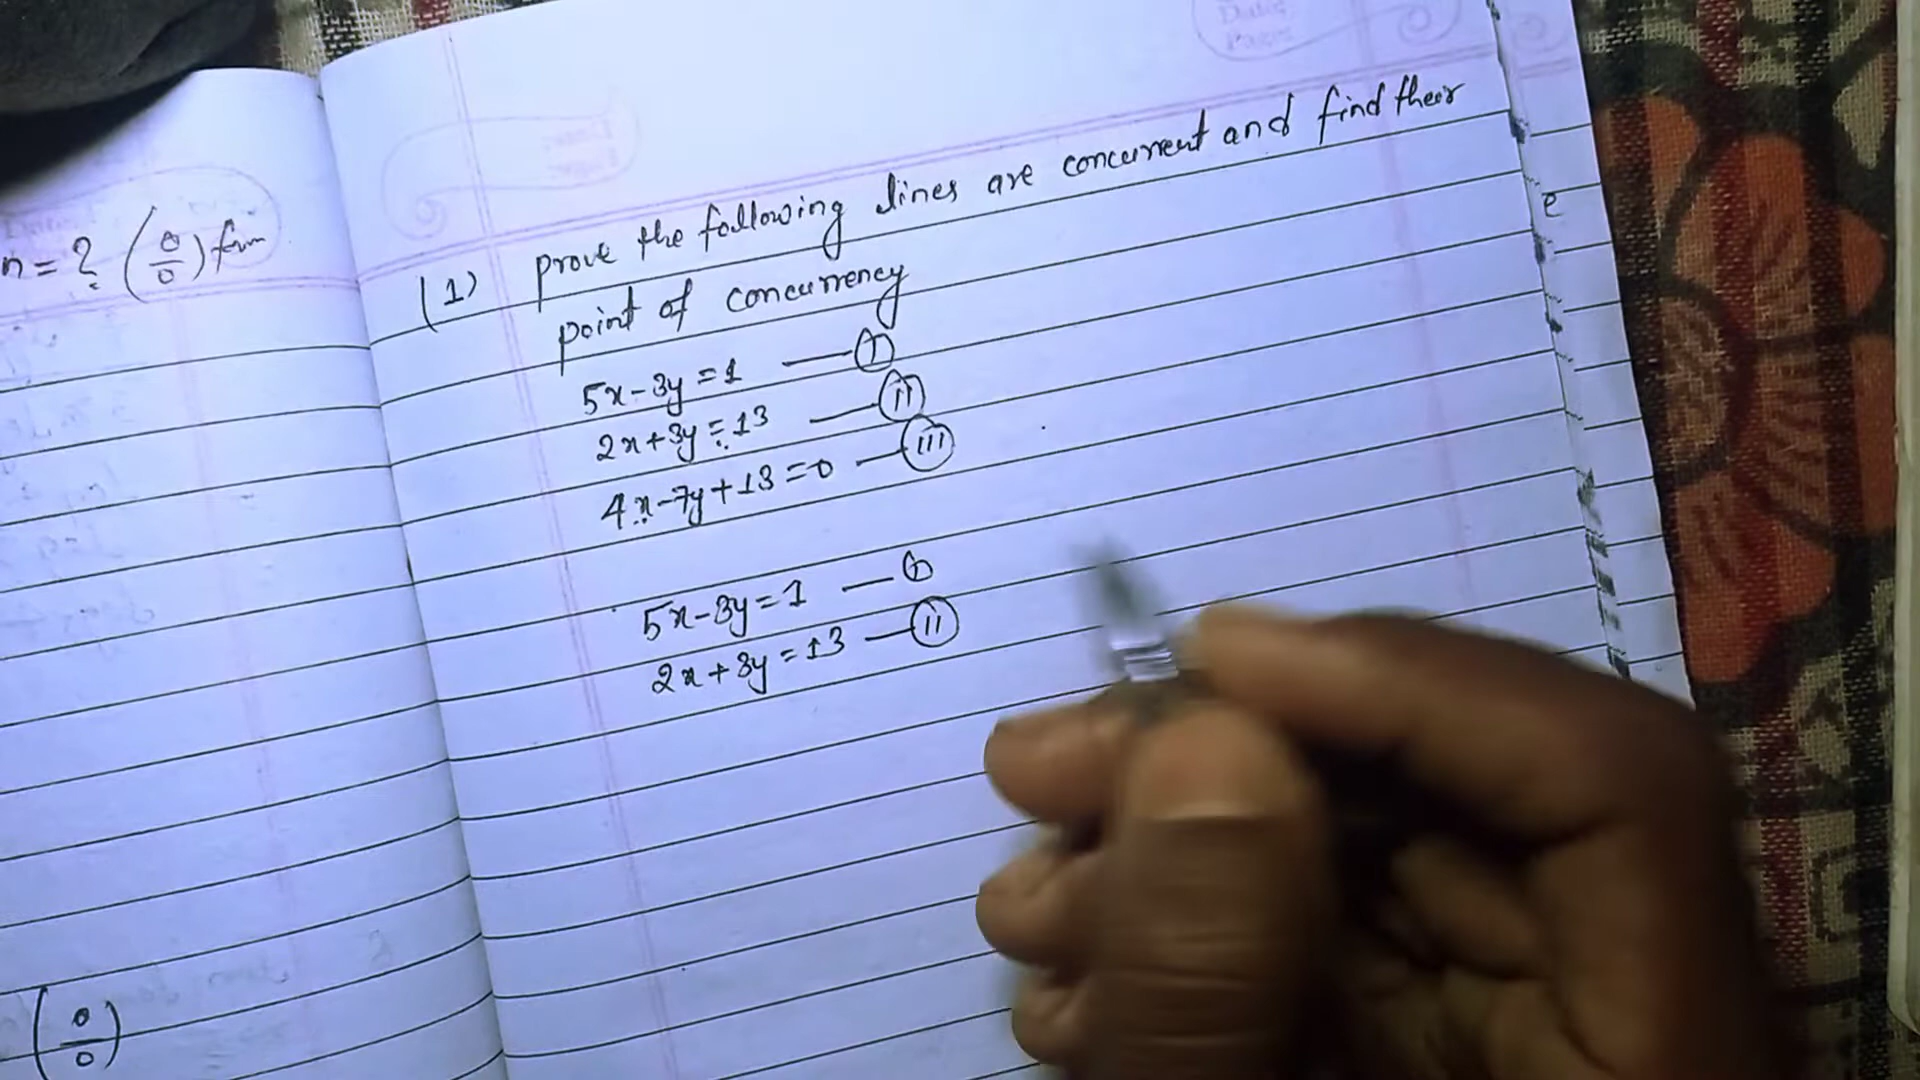 n = ? (0/0) form
(0/0)
(1) prove the following lines are concurrent and find their
point of concurrency
5x-3y=1 — (I)
2x+3y=13 — (II)
4x-7y+13=0 — (III)
5x-3y=1 — (I)
2x+3y=13 — (II)
e